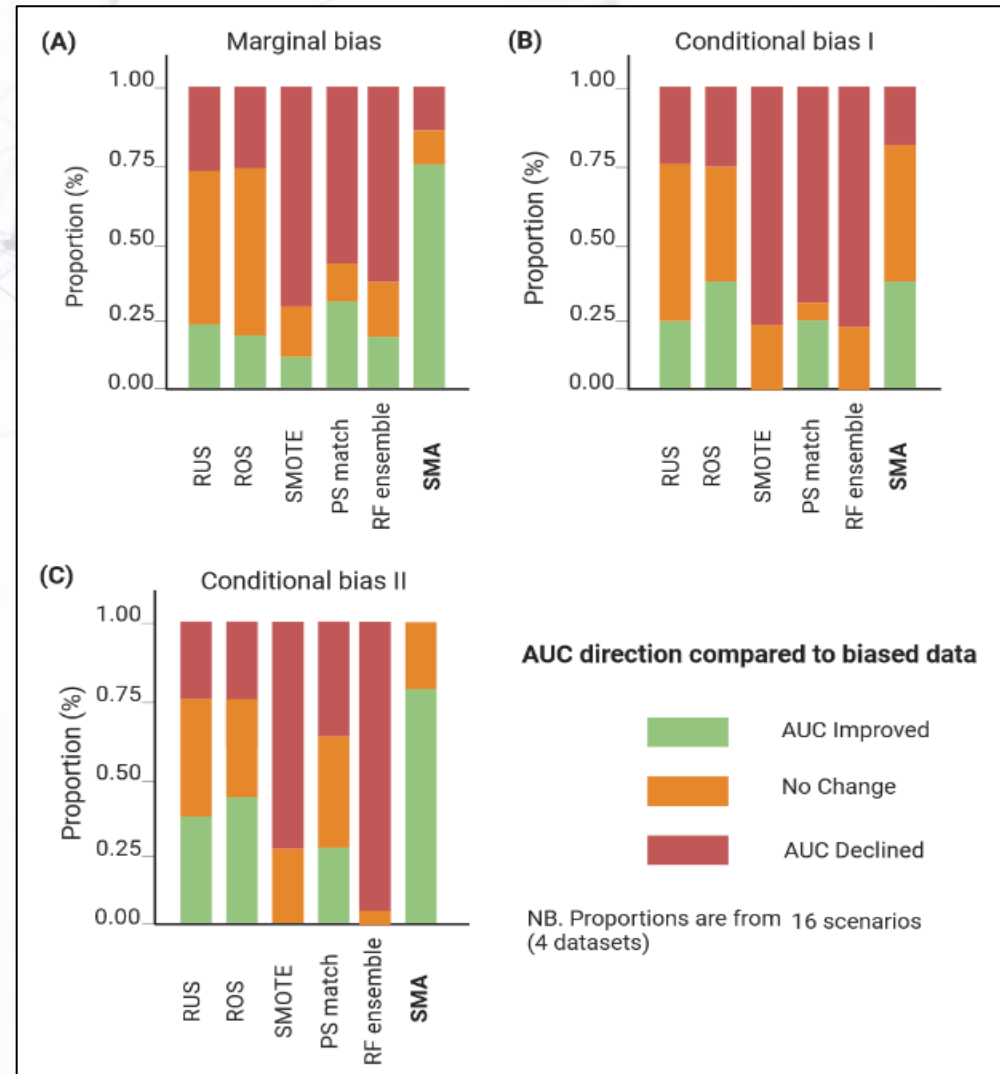 (A)
Marginal bias
Proportion (%)
1.00
0.75
0.50
0.25
0.00
RUS
ROS
SMOTE
PS match
RF ensemble
SMA
(B)
Conditional bias I
Proportion (%)
1.00
0.75
0.50
0.25
0.00
RUS
ROS
SMOTE
PS match
RF ensemble
SMA
(C)
Conditional bias II
Proportion (%)
1.00
0.75
0.50
0.25
0.00
RUS
ROS
SMOTE
PS match
RF ensemble
SMA
AUC direction compared to biased data
AUC Improved
No Change
AUC Declined
NB. Proportions are from 16 scenarios
(4 datasets)